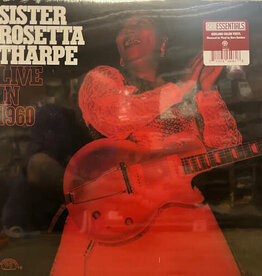 SISTER
ROSETTA
THARPE
LIVE
IN
1960
ESSENTIALS